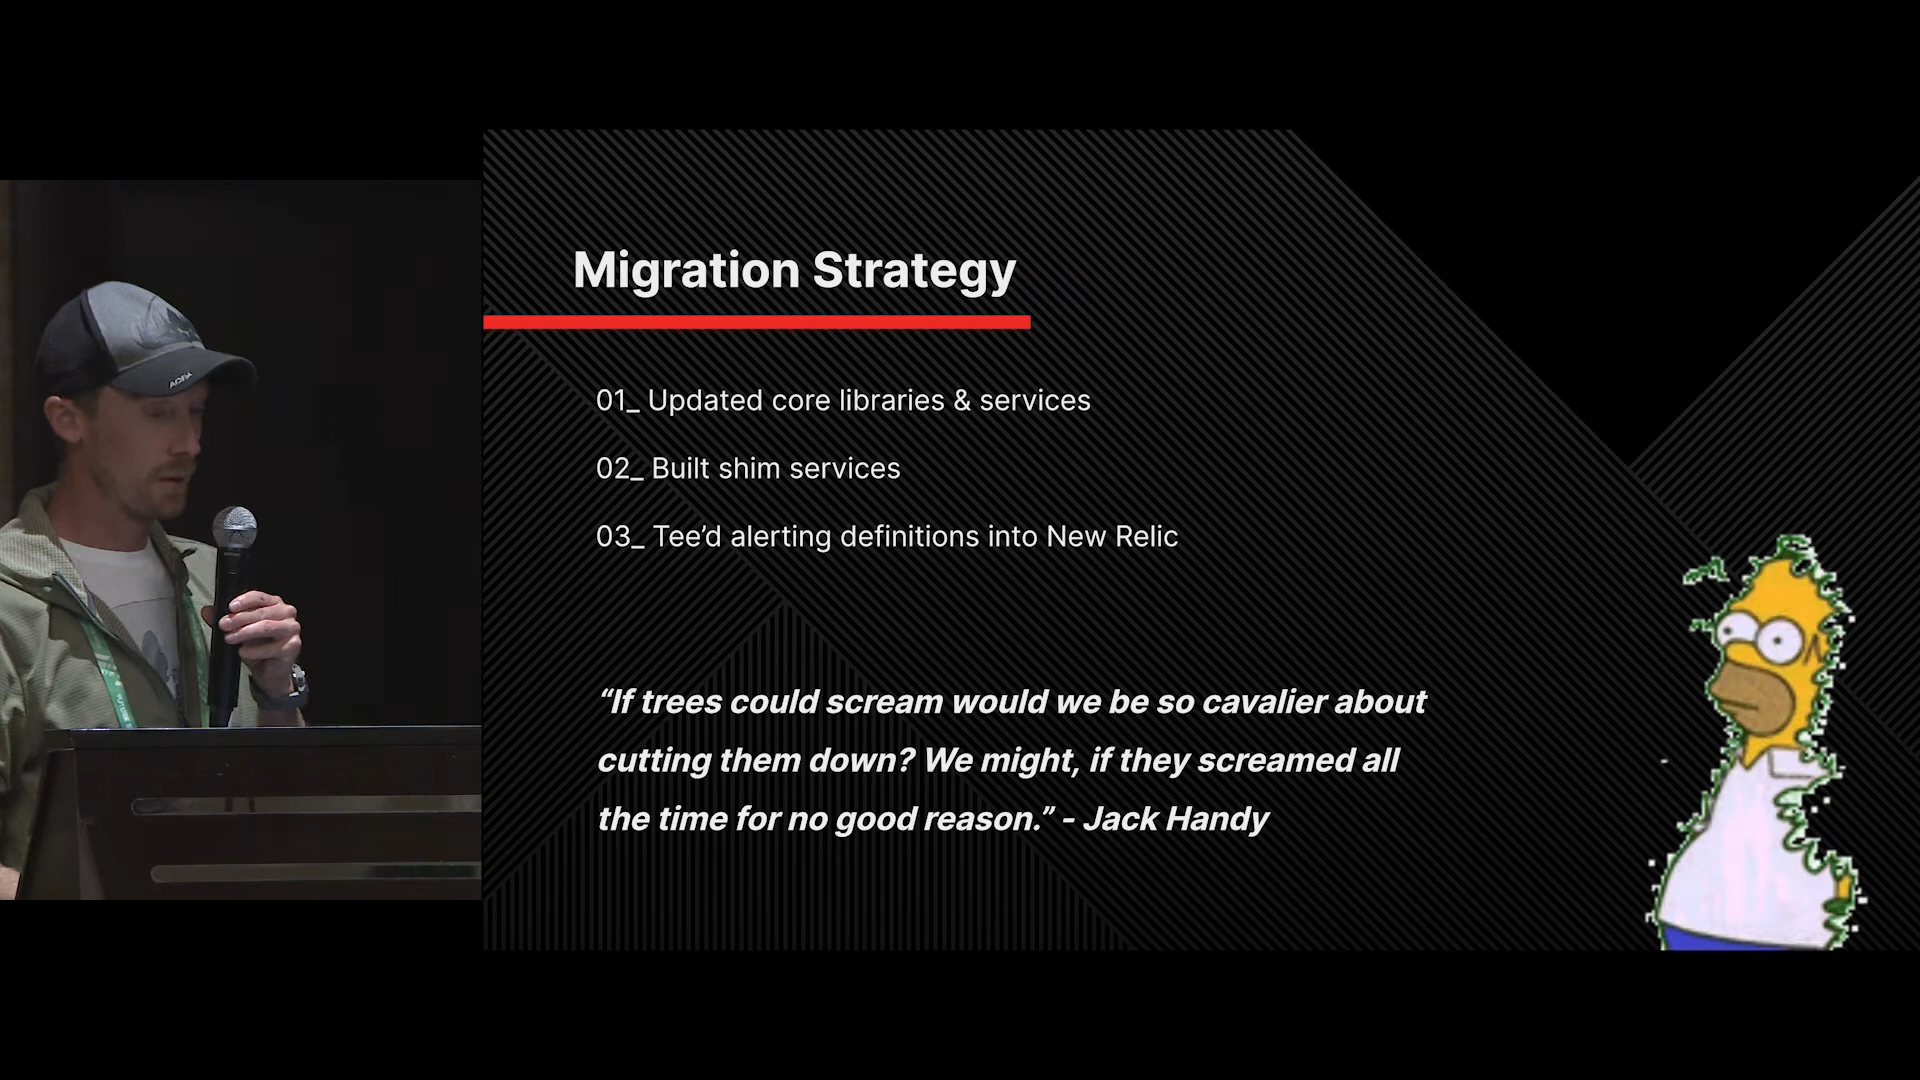 Migration Strategy
01_ Updated core libraries & services
02_ Built shim services
03_ Tee’d alerting definitions into New Relic
“If trees could scream would we be so cavalier about
cutting them down? We might, if they screamed all
the time for no good reason.” - Jack Handy